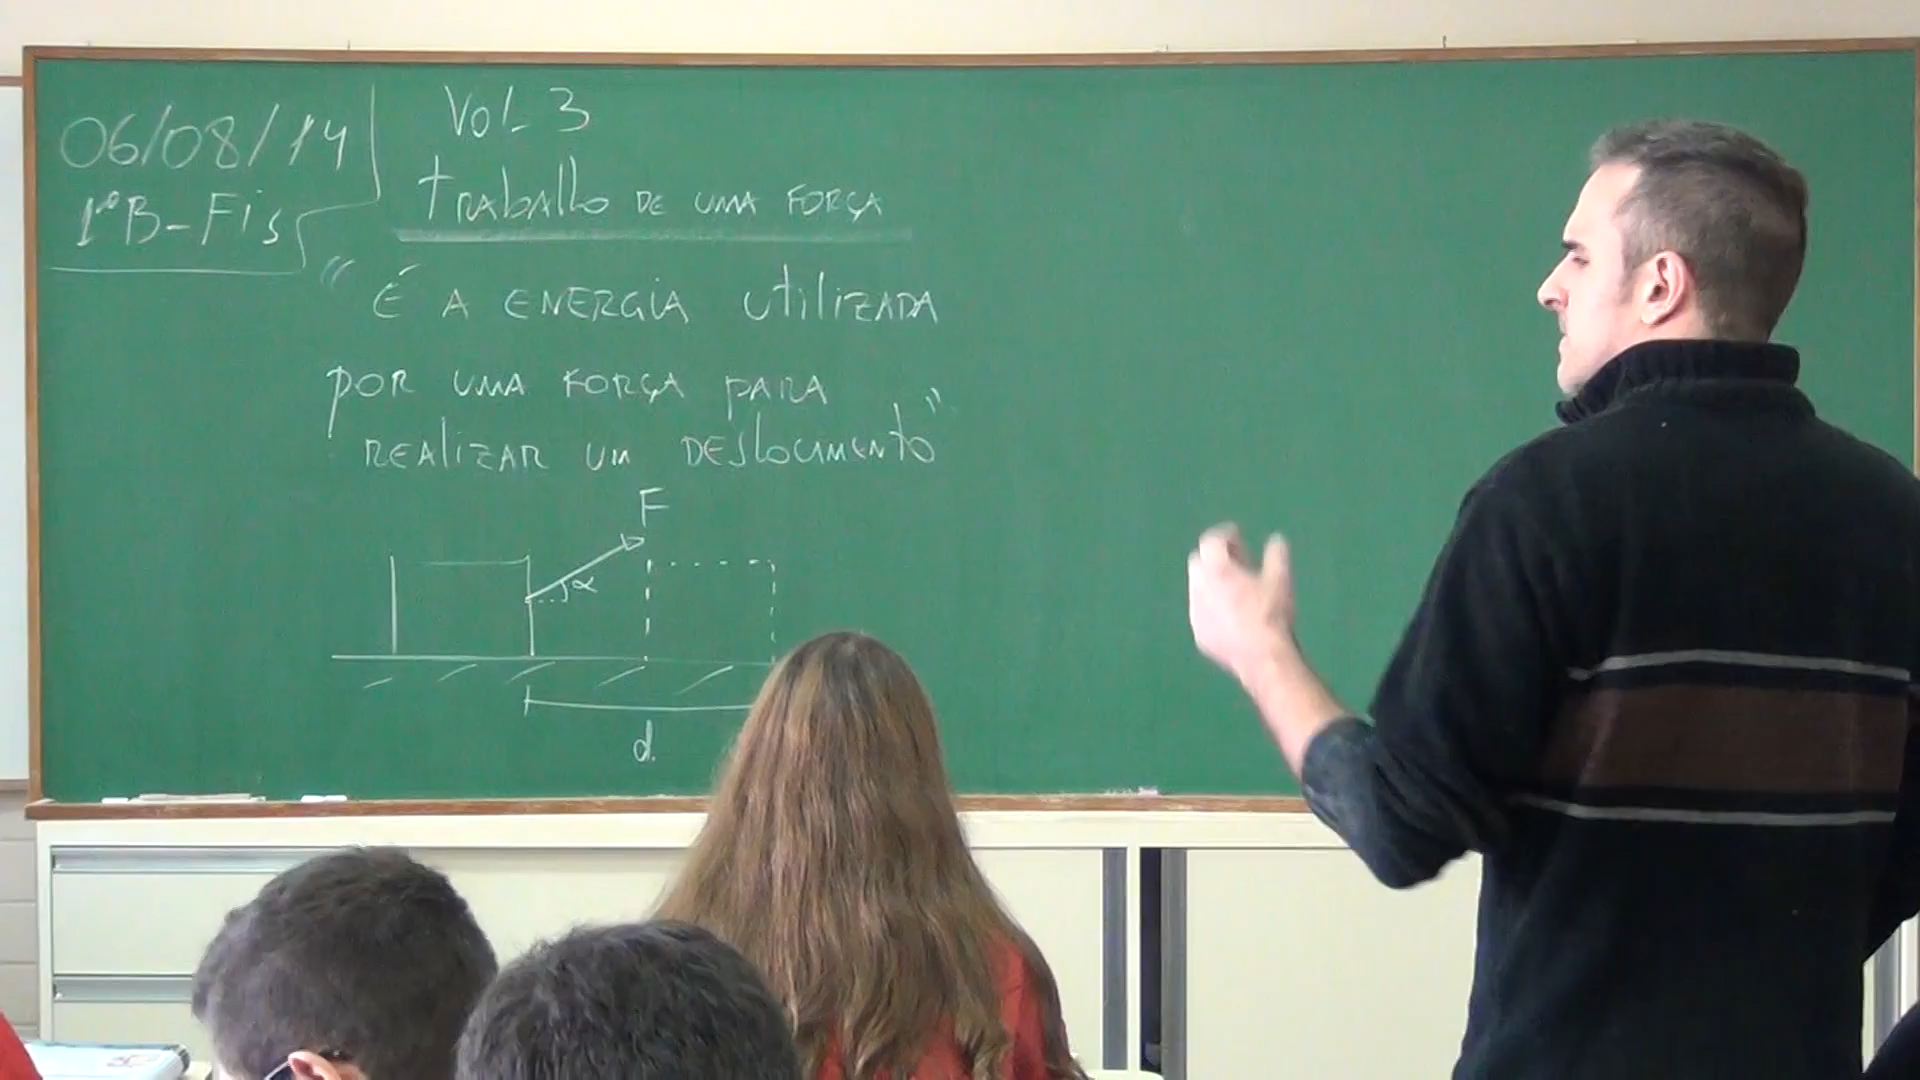 06/08/14
1ºB-Fis
Vol. 3
trabalho de uma força
"É a energia utilizada
por uma força para
realizar um deslocamento"
F
α
d